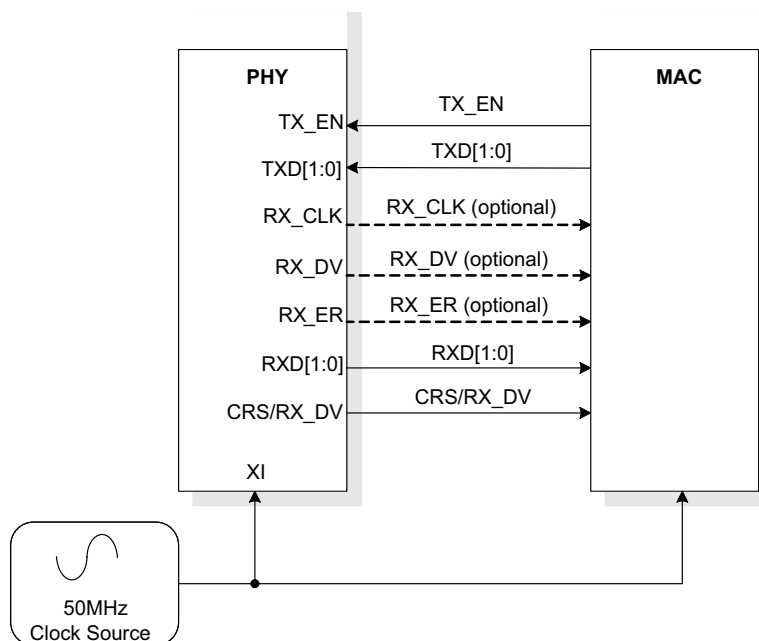 PHY
MAC
TX_EN
TX_EN
TXD[1:0]
TXD[1:0]
RX_CLK
RX_CLK (optional)
RX_DV
RX_DV (optional)
RX_ER
RX_ER (optional)
RXD[1:0]
RXD[1:0]
CRS/RX_DV
CRS/RX_DV
XI
50MHz
Clock Source